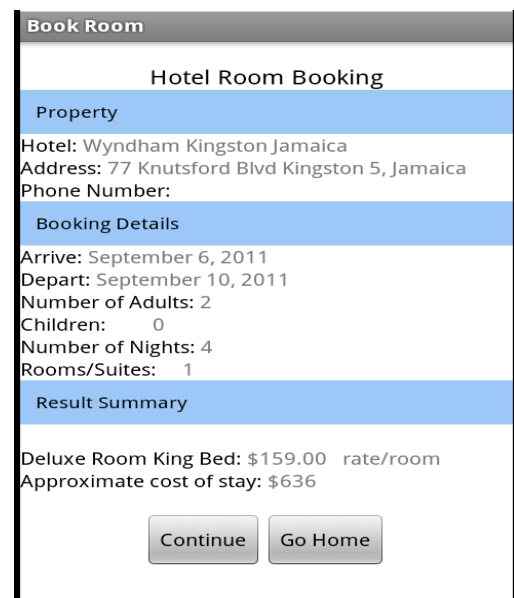 Book Room
Hotel Room Booking
Property
Hotel: Wyndham Kingston Jamaica
Address: 77 Knutsford Blvd Kingston 5, Jamaica
Phone Number:
Booking Details
Arrive: September 6, 2011
Depart: September 10, 2011
Number of Adults: 2
Children: 0
Number of Nights: 4
Rooms/Suites: 1
Result Summary
Deluxe Room King Bed: $159.00 rate/room
Approximate cost of stay: $636
Continue Go Home